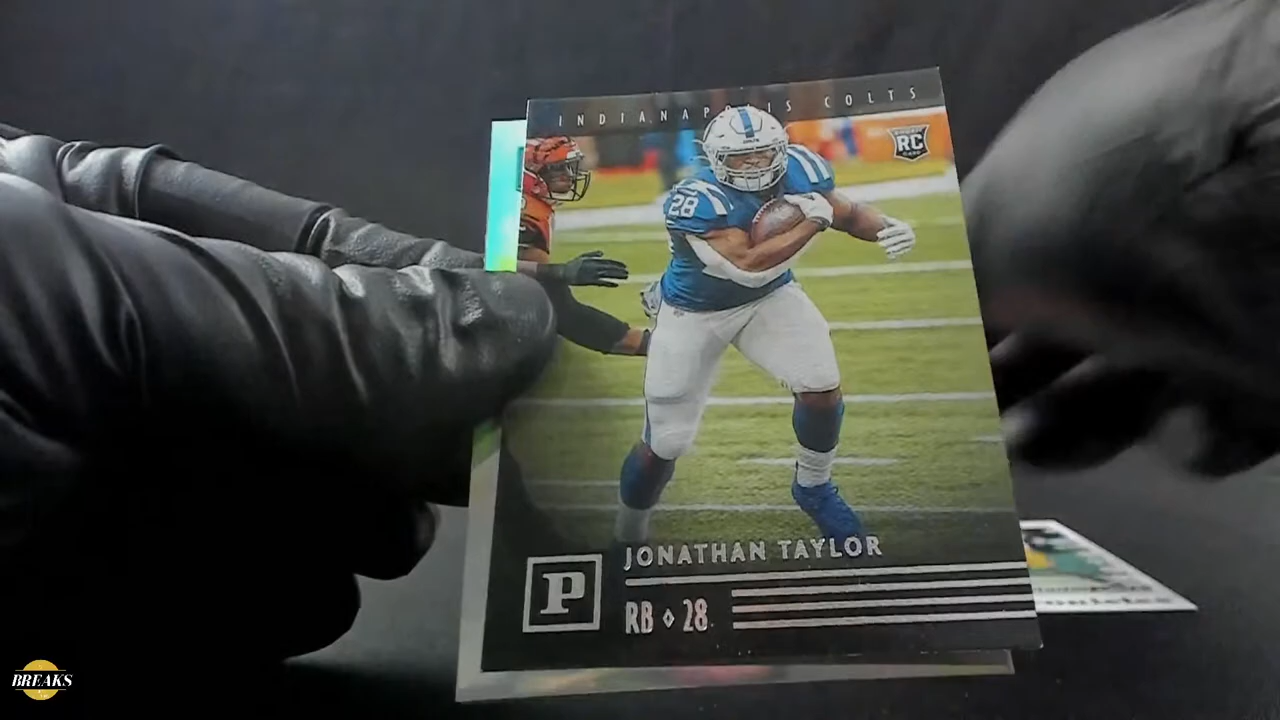 INDIANAPOLIS COLTS
RC
28
JONATHAN TAYLOR
P
RB ⬦ 28
BREAKS